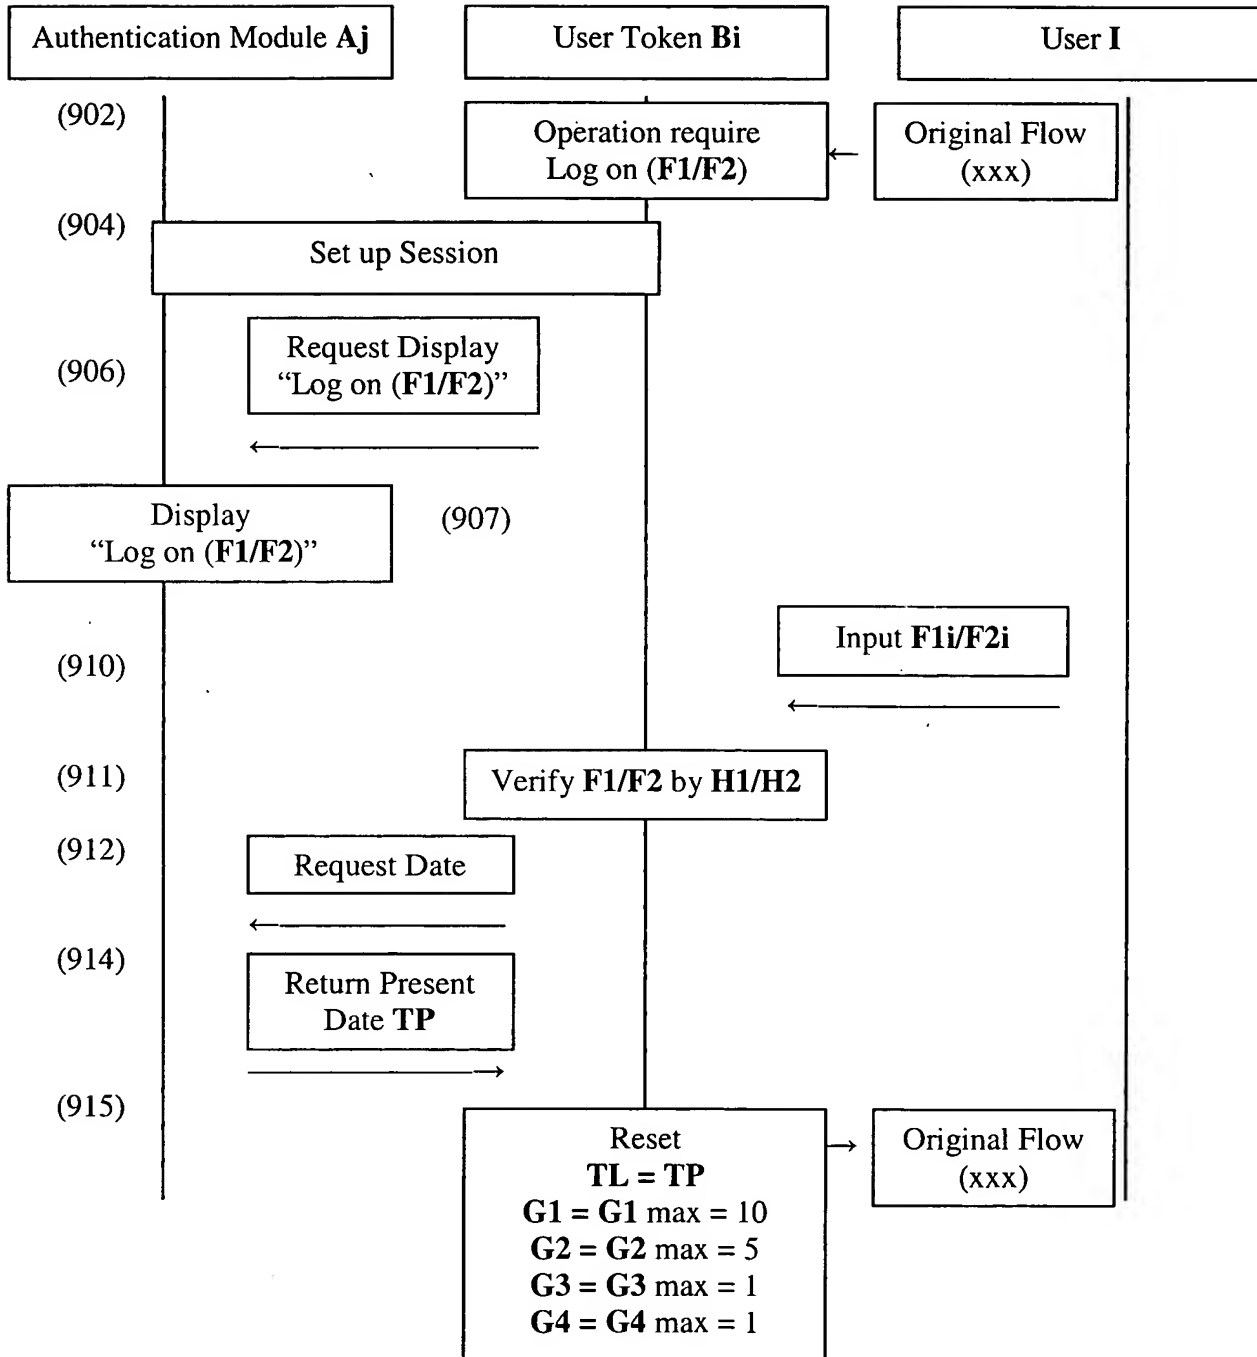 Authentication Module Aj
User Token Bi
User I
(902)
Operation require
Log on (F1/F2)
←
Original Flow
(xxx)
(904)
Set up Session
(906)
Request Display
“Log on (F1/F2)”
←
Display
“Log on (F1/F2)”
(907)
(910)
Input F1i/F2i
←
(911)
Verify F1/F2 by H1/H2
(912)
Request Date
←
(914)
Return Present
Date TP
→
(915)
Reset
TL = TP
G1 = G1 max = 10
G2 = G2 max = 5
G3 = G3 max = 1
G4 = G4 max = 1
→
Original Flow
(xxx)